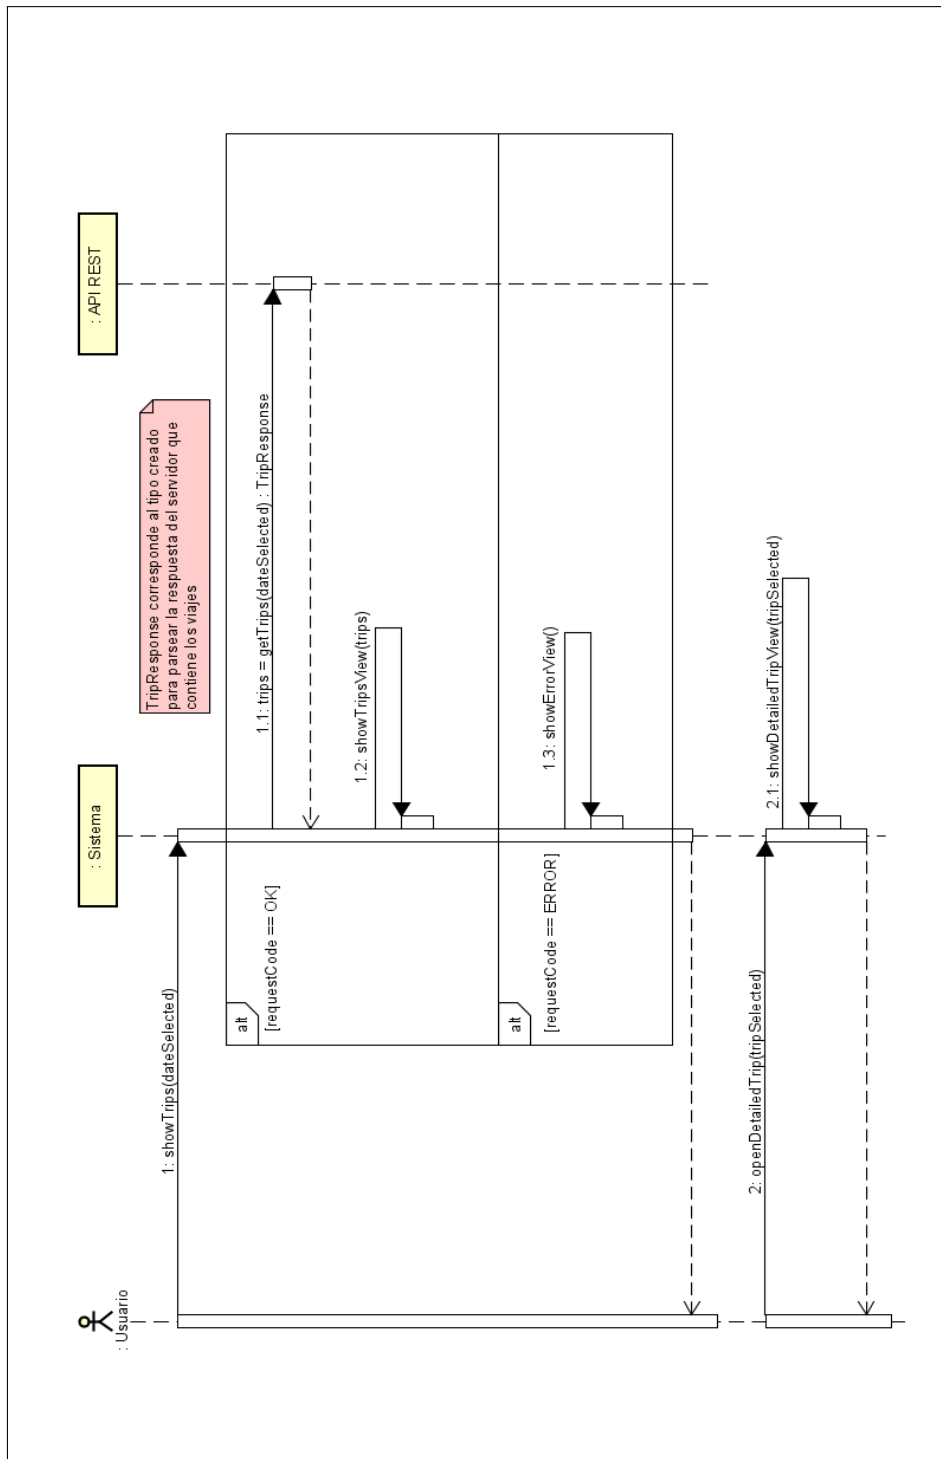 : Usuario
: Sistema
: API REST
TripResponse corresponde al tipo creado
para parsear la respuesta del servidor que
contiene los viajes
1: showTrips(dateSelected)
alt
[requestCode == OK]
1.1: trips = getTrips(dateSelected) : TripResponse
1.2: showTripsView(trips)
alt
[requestCode == ERROR]
1.3: showErrorView()
2: openDetailedTrip(tripSelected)
2.1: showDetailedTripView(tripSelected)